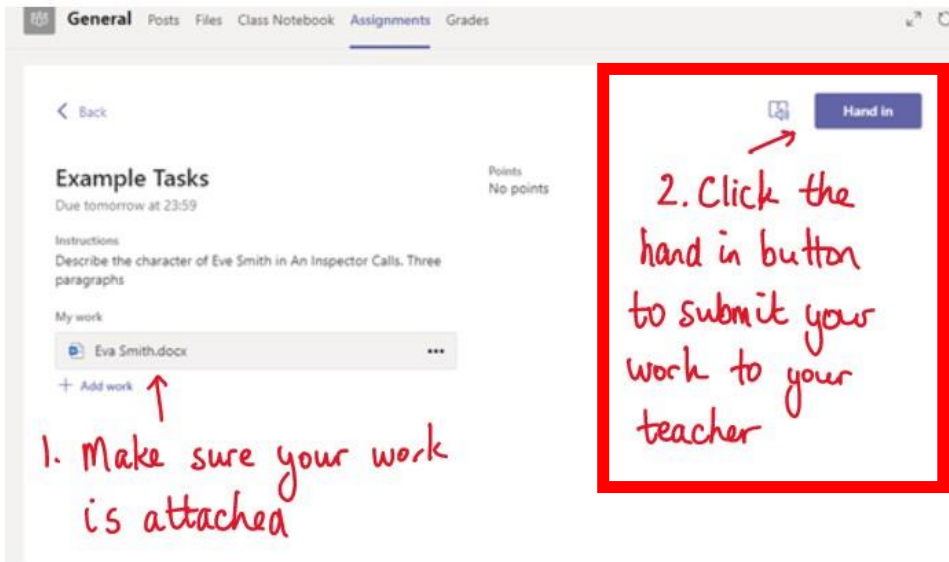 General Posts Files Class Notebook Assignments Grades
Back
Hand in
Example Tasks
Due tomorrow at 23:59
Points
No points
Instructions
Describe the character of Eve Smith in An Inspector Calls. Three
paragraphs
My work
Eva Smith.docx
+ Add work
1. Make sure your work
is attached
2. Click the
hand in button
to submit your
work to your
teacher